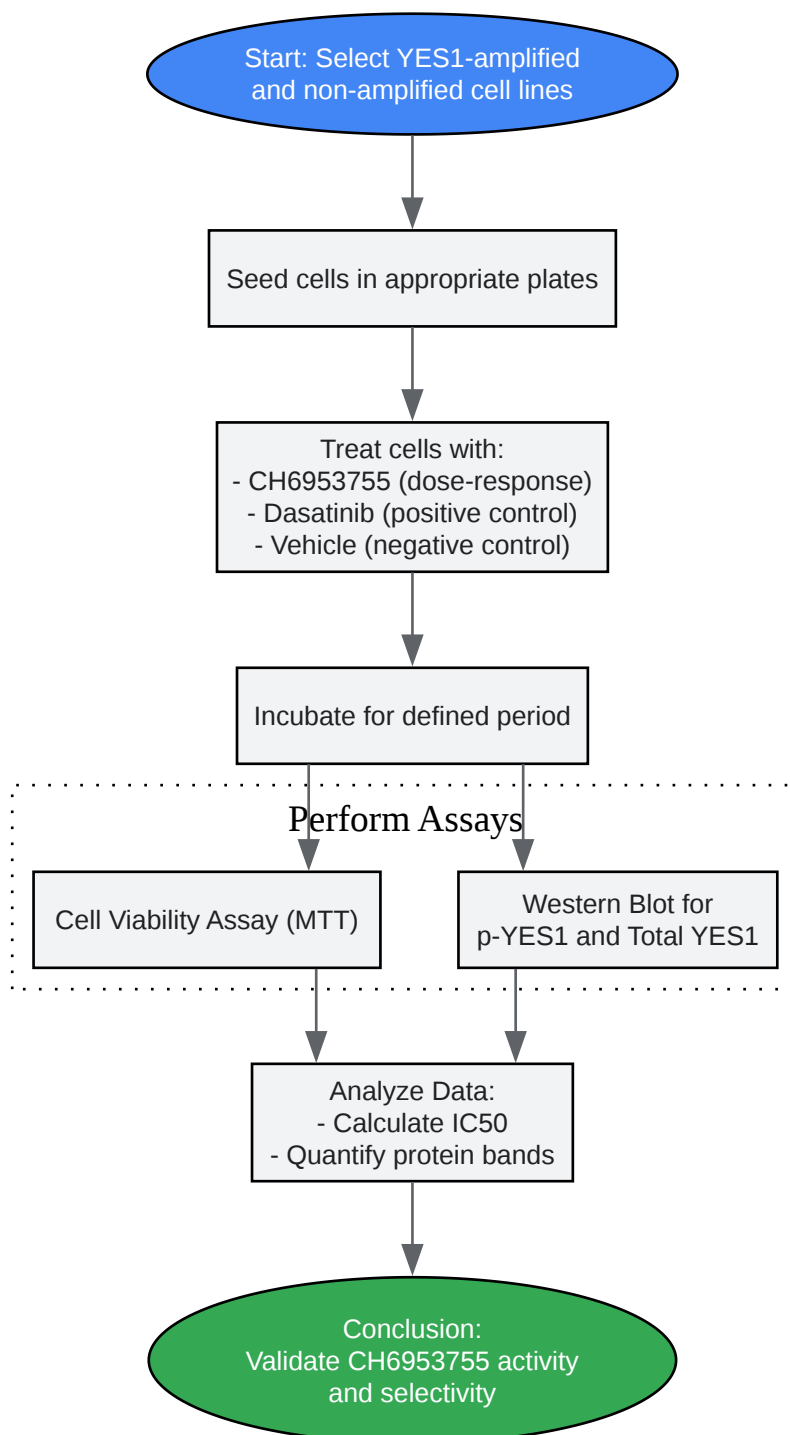 Start: Select YES1-amplified
and non-amplified cell lines
Seed cells in appropriate plates
Treat cells with:
- CH6953755 (dose-response)
- Dasatinib (positive control)
- Vehicle (negative control)
Incubate for defined period
Perform Assays
Cell Viability Assay (MTT)
Western Blot for
p-YES1 and Total YES1
Analyze Data:
- Calculate IC50
- Quantify protein bands
Conclusion:
Validate CH6953755 activity
and selectivity